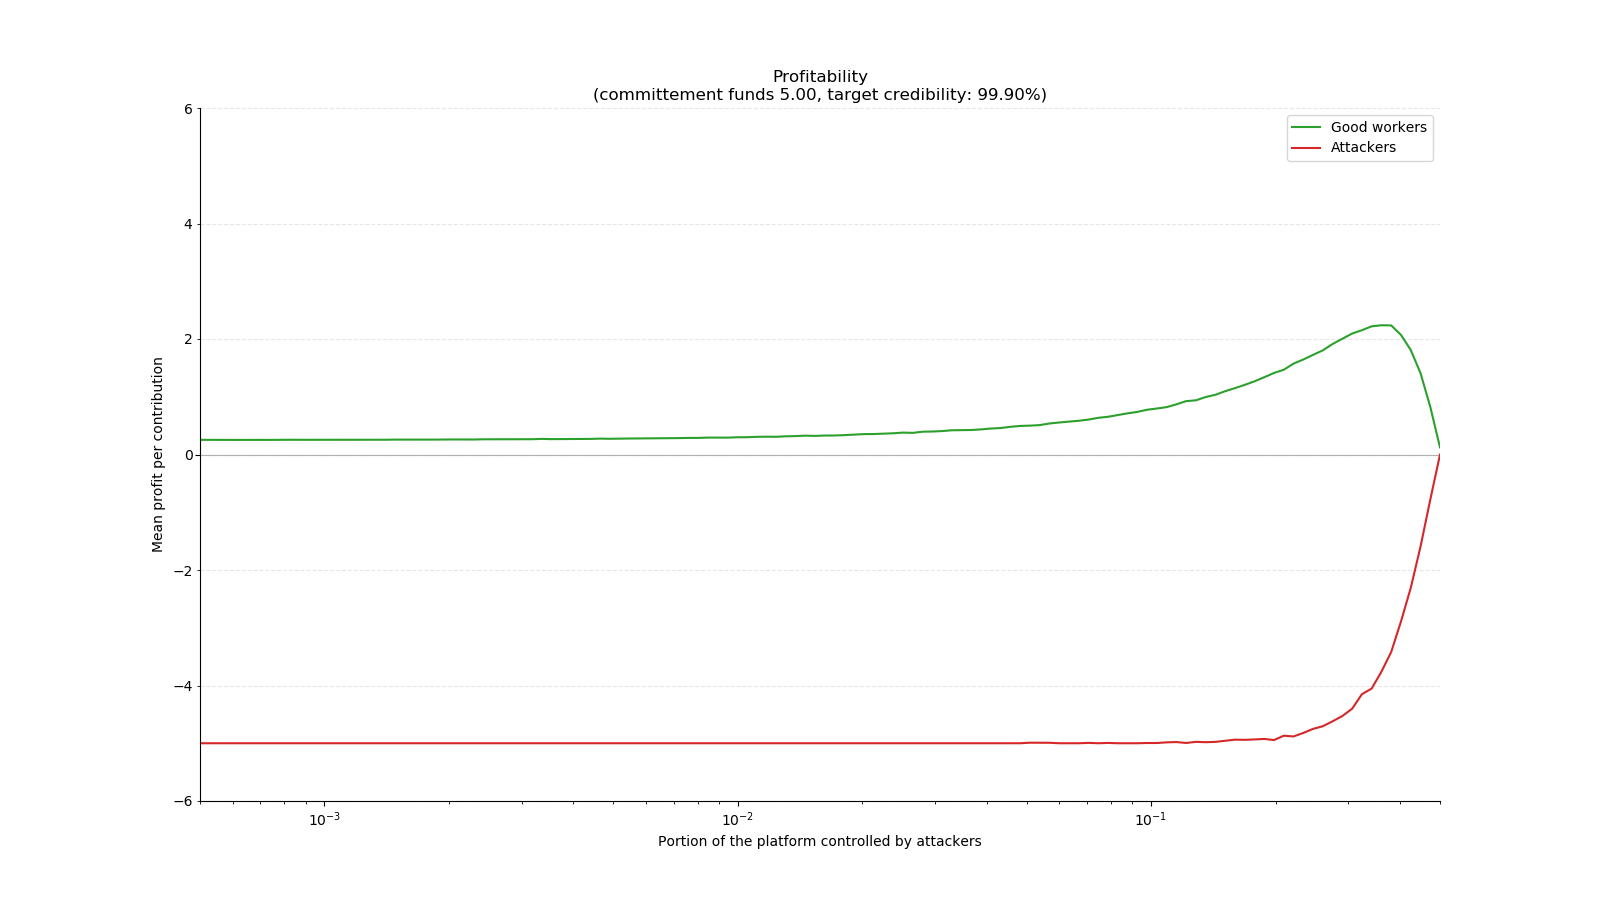 Profitability
(committement funds 5.00, target credibility: 99.90%)
6
4
2
0
−2
−4
−6
Mean profit per contribution
Good workers
Attackers
10⁻³
10⁻²
10⁻¹
Portion of the platform controlled by attackers